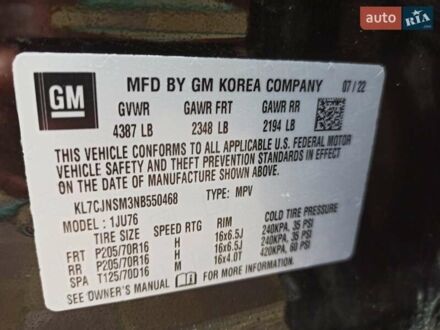 auto RIA.com
GM
MFD BY GM KOREA COMPANY 07 / 22
GVWR GAWR FRT GAWR RR
4387 LB 2348 LB 2194 LB
THIS VEHICLE CONFORMS TO ALL APPLICABLE U.S. FEDERAL MOTOR
VEHICLE SAFETY AND THEFT PREVENTION STANDARDS IN EFFECT ON
THE DATE OF MANUFACTURE SHOWN ABOVE.
KL7CJNSM3NB550468 TYPE: MPV
MODEL: 1JU76
TIRE SIZE SPEED RTG RIM COLD TIRE PRESSURE
FRT P205/70R16 H 16x6.5J 240KPA, 35 PSI
RR P205/70R16 H 16x6.5J 240KPA, 35 PSI
SPA T125/70D16 M 16x4.0T 420KPA, 60 PSI
SEE OWNER'S MANUAL FOR ADDITIONAL INFORMATION.